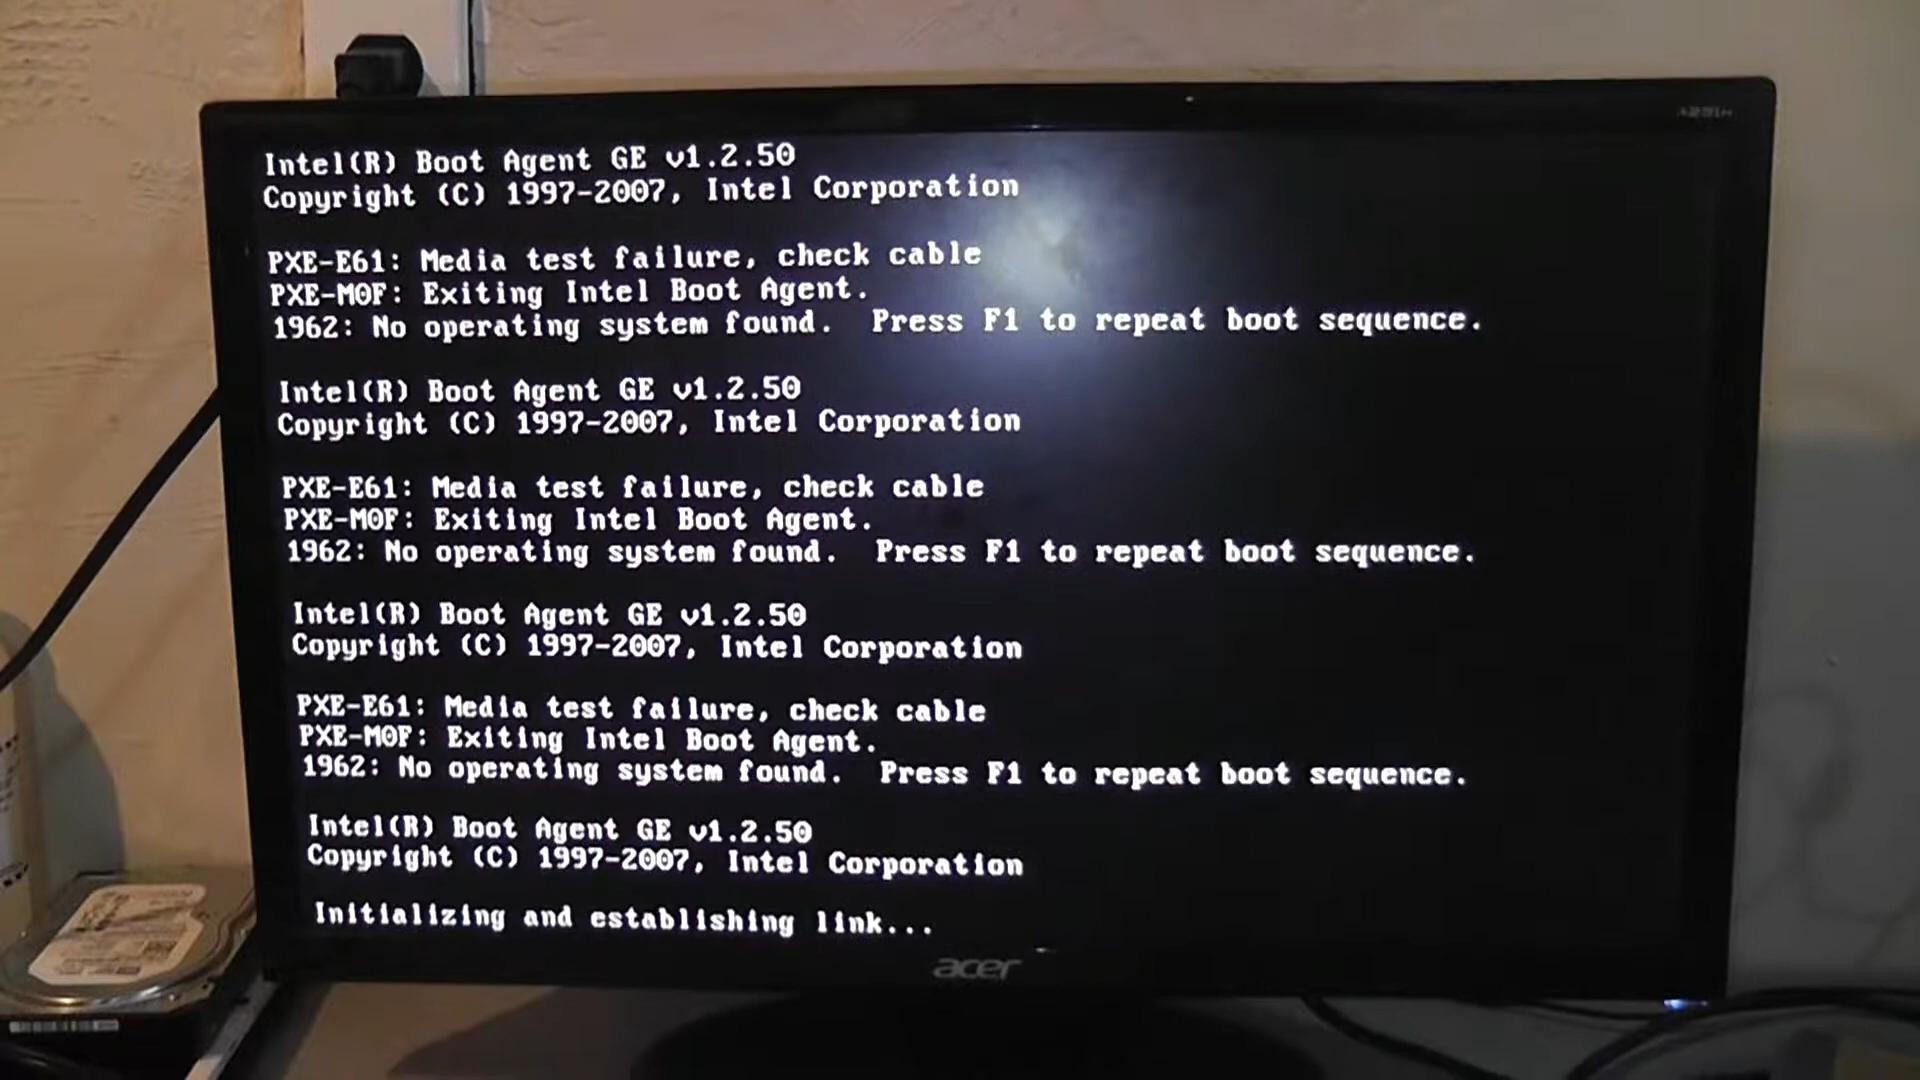 Intel(R) Boot Agent GE v1.2.50
Copyright (C) 1997-2007, Intel Corporation
PXE-E61: Media test failure, check cable
PXE-M0F: Exiting Intel Boot Agent.
1962: No operating system found.  Press F1 to repeat boot sequence.
Intel(R) Boot Agent GE v1.2.50
Copyright (C) 1997-2007, Intel Corporation
PXE-E61: Media test failure, check cable
PXE-M0F: Exiting Intel Boot Agent.
1962: No operating system found.  Press F1 to repeat boot sequence.
Intel(R) Boot Agent GE v1.2.50
Copyright (C) 1997-2007, Intel Corporation
PXE-E61: Media test failure, check cable
PXE-M0F: Exiting Intel Boot Agent.
1962: No operating system found.  Press F1 to repeat boot sequence.
Intel(R) Boot Agent GE v1.2.50
Copyright (C) 1997-2007, Intel Corporation
Initializing and establishing link...
acer